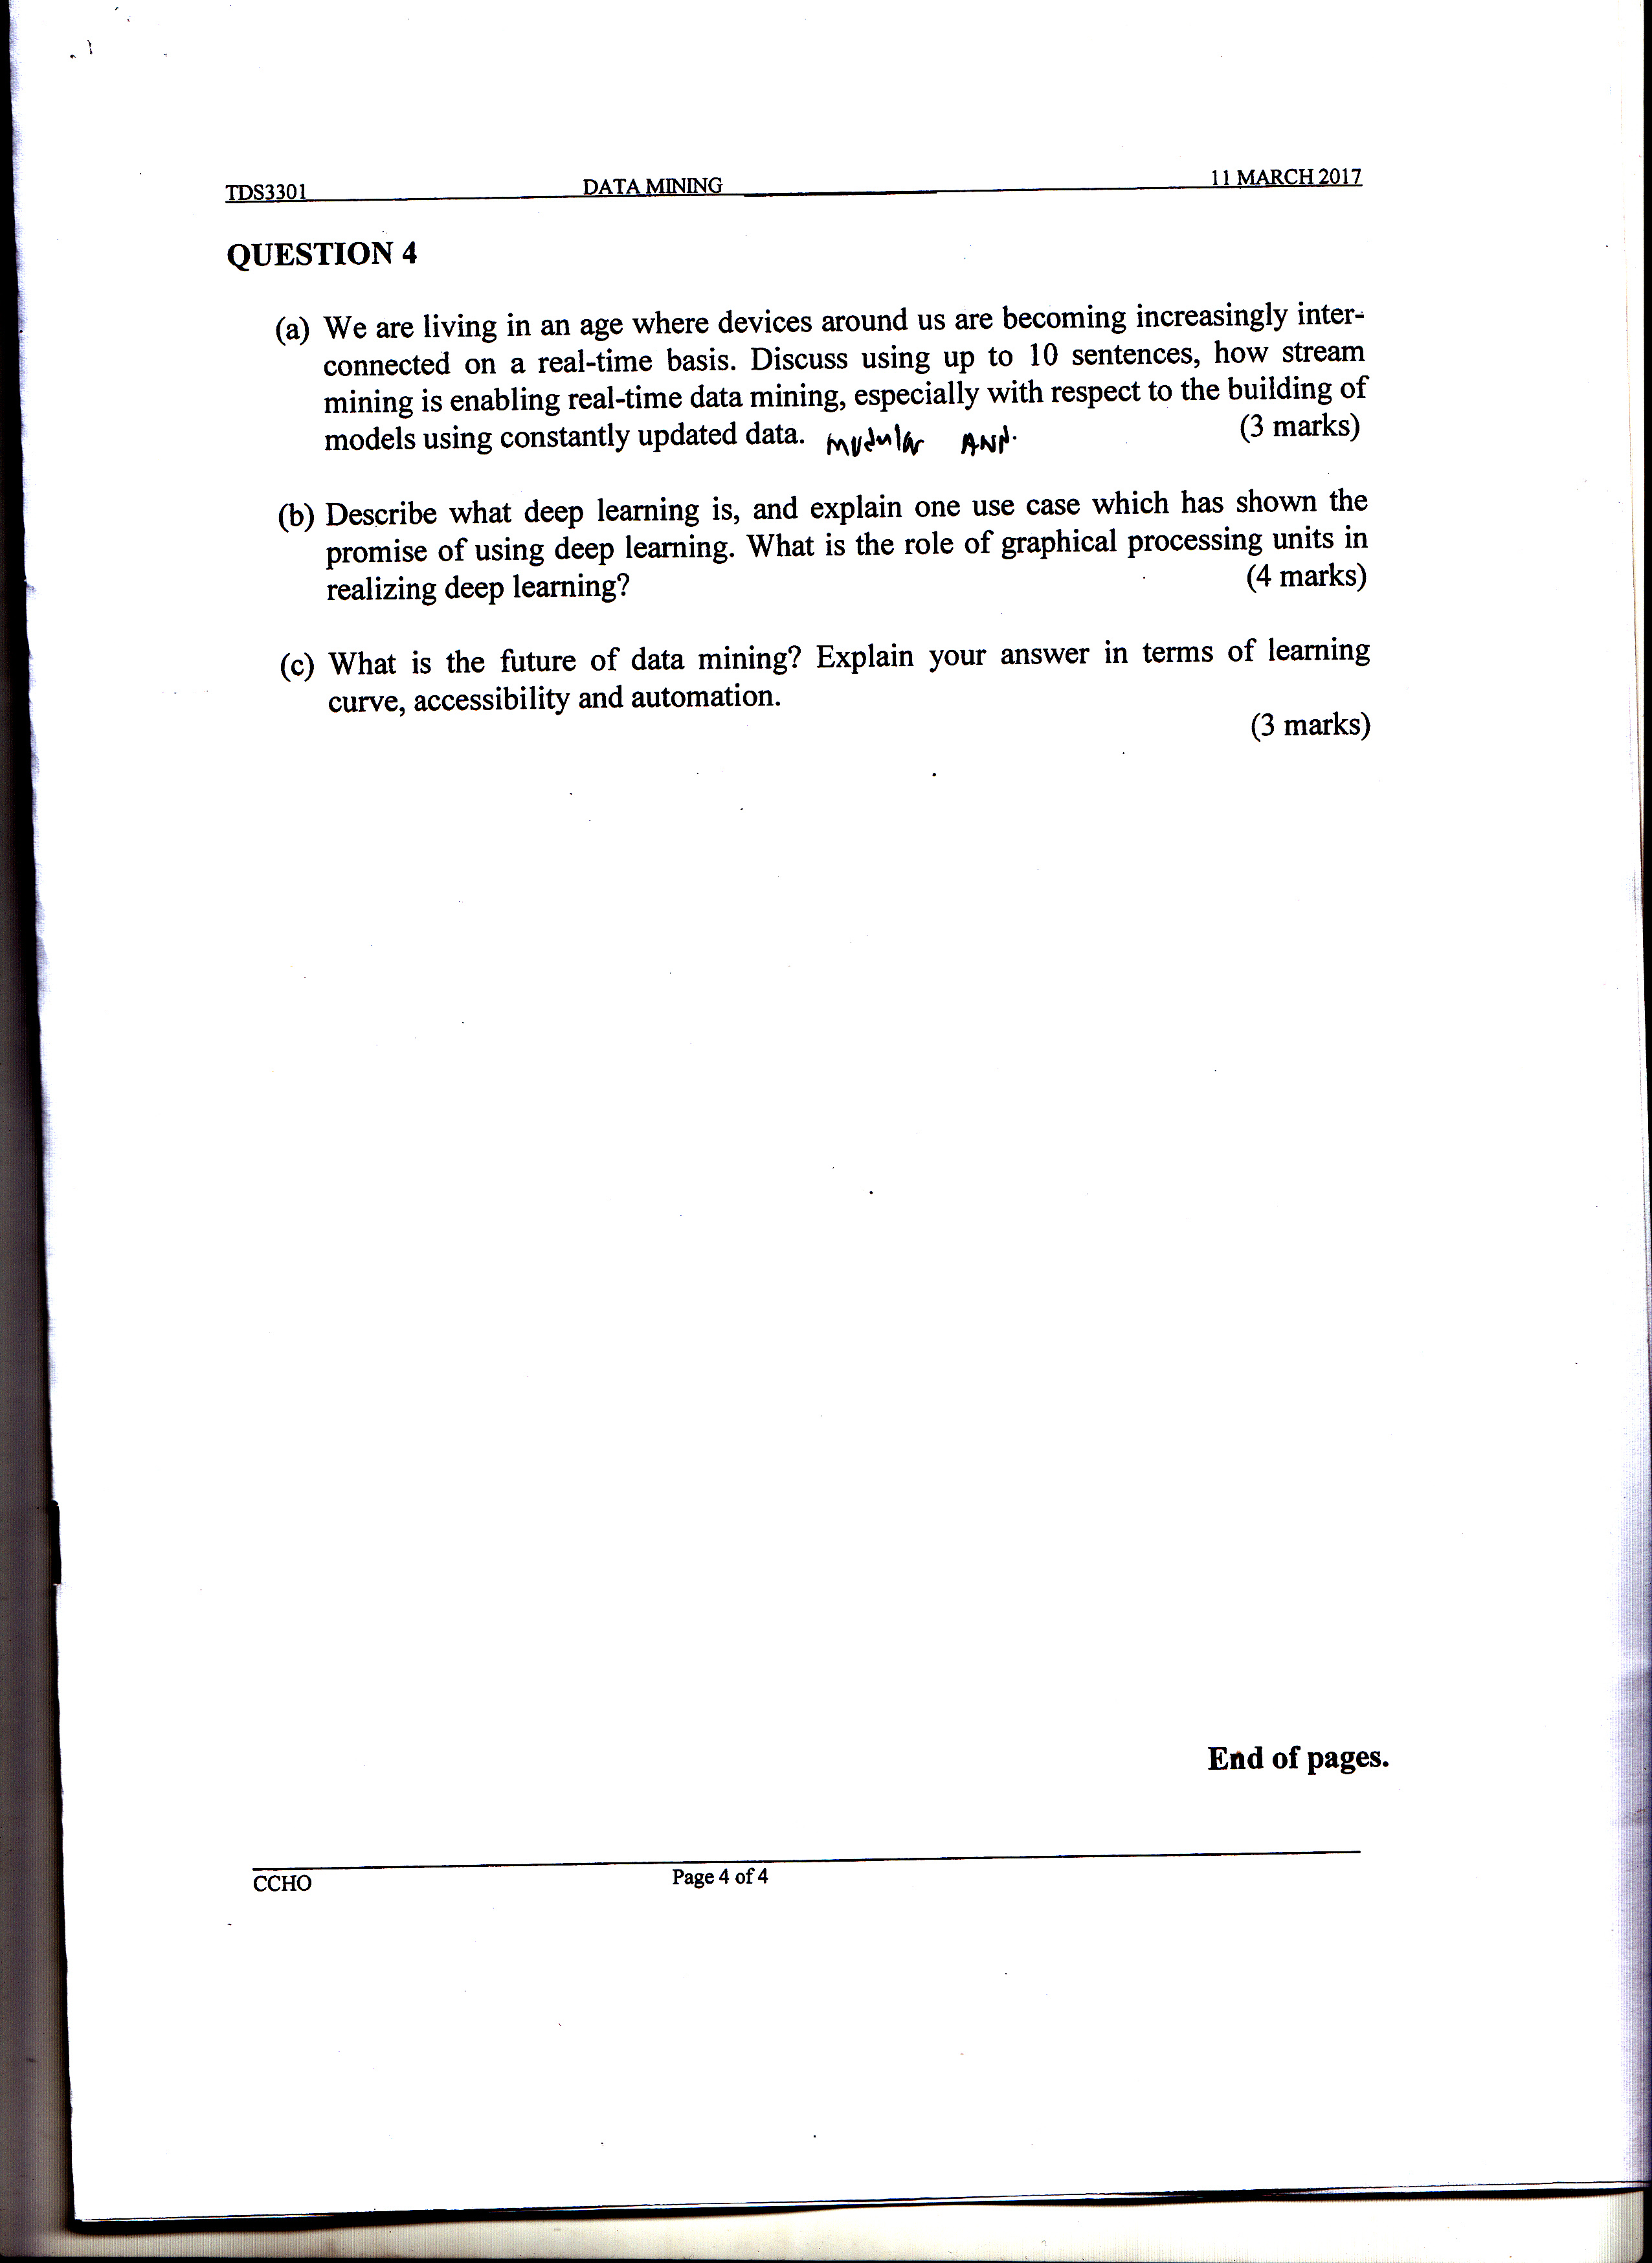 TDS3301 DATA MINING 11 MARCH 2017
QUESTION 4
(a) We are living in an age where devices around us are becoming increasingly inter-
connected on a real-time basis. Discuss using up to 10 sentences, how stream
mining is enabling real-time data mining, especially with respect to the building of
models using constantly updated data. modular ANN. (3 marks)
(b) Describe what deep learning is, and explain one use case which has shown the
promise of using deep learning. What is the role of graphical processing units in
realizing deep learning? (4 marks)
(c) What is the future of data mining? Explain your answer in terms of learning
curve, accessibility and automation.
(3 marks)
End of pages.
CCHO Page 4 of 4